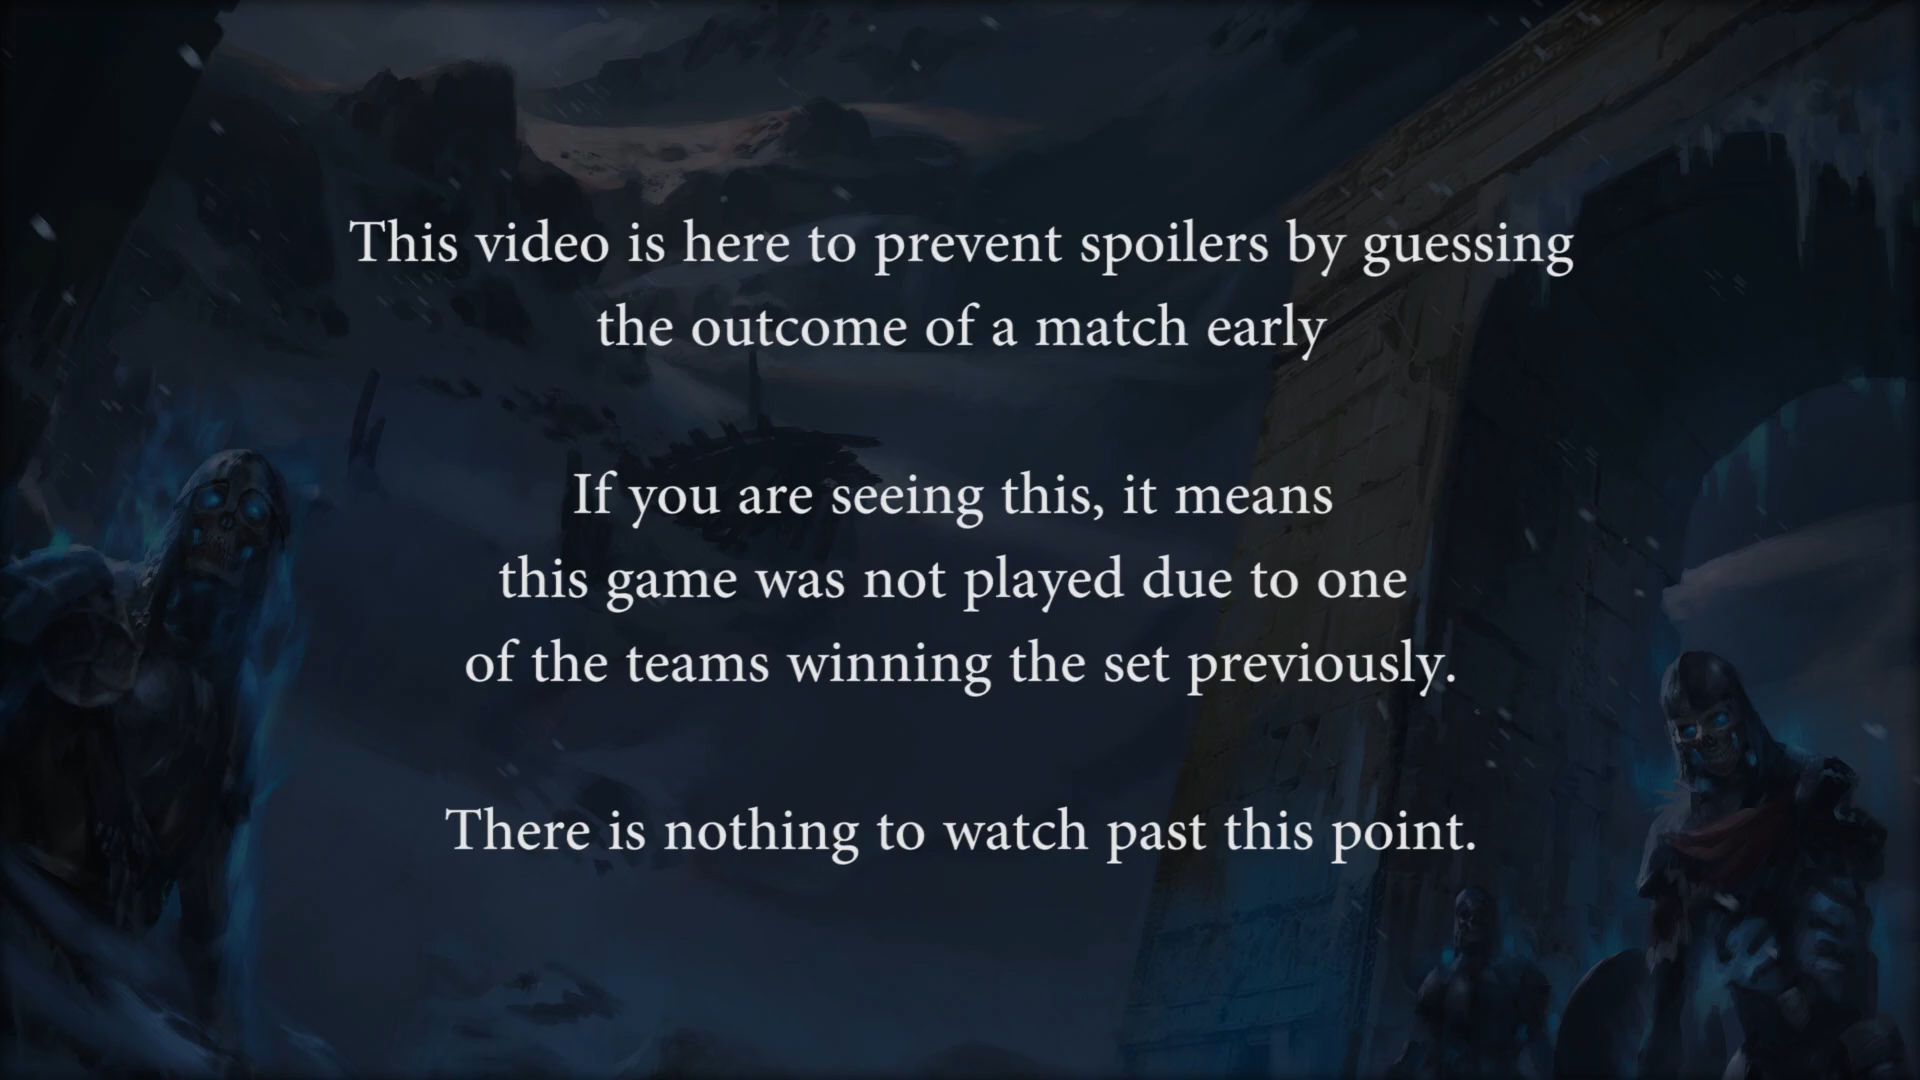 This video is here to prevent spoilers by guessing
the outcome of a match early
If you are seeing this, it means
this game was not played due to one
of the teams winning the set previously.
There is nothing to watch past this point.